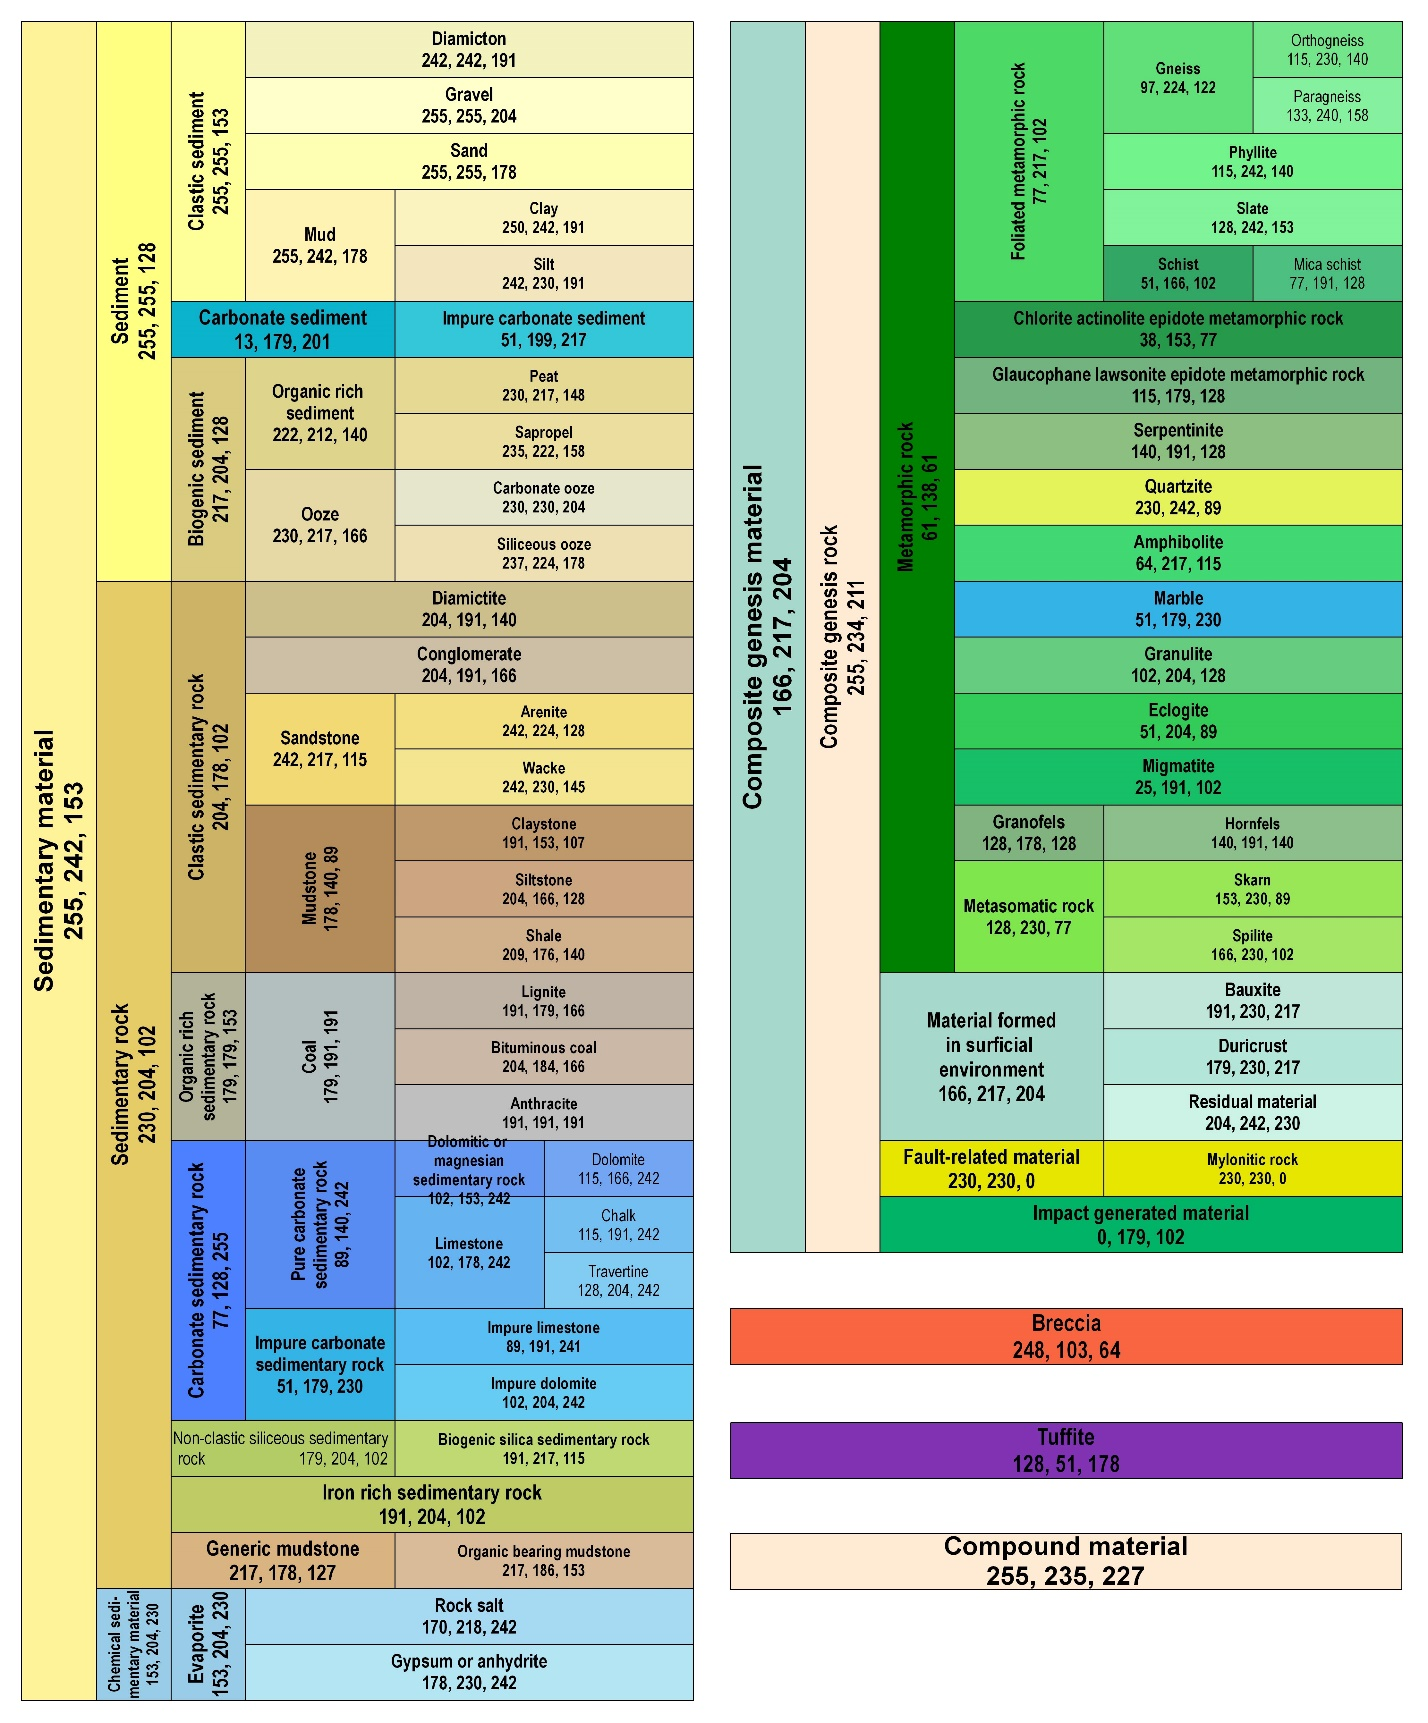 Sedimentary material
255, 242, 153
Sediment
255, 255, 128
Clastic sediment
255, 255, 153
Diamicton
242, 242, 191
Gravel
255, 255, 204
Sand
255, 255, 178
Mud
255, 242, 178
Clay
250, 242, 191
Silt
242, 230, 191
Carbonate sediment
13, 179, 201
Impure carbonate sediment
51, 199, 217
Biogenic sediment
217, 204, 128
Organic rich
sediment
222, 212, 140
Peat
230, 217, 148
Sapropel
235, 222, 158
Ooze
230, 217, 166
Carbonate ooze
230, 230, 204
Siliceous ooze
237, 224, 178
Sedimentary rock
230, 204, 102
Clastic sedimentary rock
204, 178, 102
Diamictite
204, 191, 140
Conglomerate
204, 191, 166
Sandstone
242, 217, 115
Arenite
242, 224, 128
Wacke
242, 230, 145
Mudstone
178, 140, 89
Claystone
191, 153, 107
Siltstone
204, 166, 128
Shale
209, 176, 140
Organic rich
sedimentary rock
179, 179, 153
Coal
179, 191, 191
Lignite
191, 179, 166
Bituminous coal
204, 184, 166
Anthracite
191, 191, 191
Carbonate sedimentary rock
77, 128, 255
Pure carbonate
sedimentary rock
89, 140, 242
Dolomitic or
magnesian
sedimentary rock
102, 153, 242
Dolomite
115, 166, 242
Limestone
102, 178, 242
Chalk
115, 191, 242
Travertine
128, 204, 242
Impure carbonate
sedimentary rock
51, 179, 230
Impure limestone
89, 191, 241
Impure dolomite
102, 204, 242
Non-clastic siliceous sedimentary
rock 179, 204, 102
Biogenic silica sedimentary rock
191, 217, 115
Iron rich sedimentary rock
191, 204, 102
Generic mudstone
217, 178, 127
Organic bearing mudstone
217, 186, 153
Chemical sedi-
mentary material
153, 204, 230
Evaporite
153, 204, 230
Rock salt
170, 218, 242
Gypsum or anhydrite
178, 230, 242
Composite genesis material
166, 217, 204
Composite genesis rock
255, 234, 211
Metamorphic rock
61, 138, 61
Foliated metamorphic rock
77, 217, 102
Gneiss
97, 224, 122
Orthogneiss
115, 230, 140
Paragneiss
133, 240, 158
Phyllite
115, 242, 140
Slate
128, 242, 153
Schist
51, 166, 102
Mica schist
77, 191, 128
Chlorite actinolite epidote metamorphic rock
38, 153, 77
Glaucophane lawsonite epidote metamorphic rock
115, 179, 128
Serpentinite
140, 191, 128
Quartzite
230, 242, 89
Amphibolite
64, 217, 115
Marble
51, 179, 230
Granulite
102, 204, 128
Eclogite
51, 204, 89
Migmatite
25, 191, 102
Granofels
128, 178, 128
Hornfels
140, 191, 140
Metasomatic rock
128, 230, 77
Skarn
153, 230, 89
Spilite
166, 230, 102
Material formed
in surficial
environment
166, 217, 204
Bauxite
191, 230, 217
Duricrust
179, 230, 217
Residual material
204, 242, 230
Fault-related material
230, 230, 0
Mylonitic rock
230, 230, 0
Impact generated material
0, 179, 102
Breccia
248, 103, 64
Tuffite
128, 51, 178
Compound material
255, 235, 227